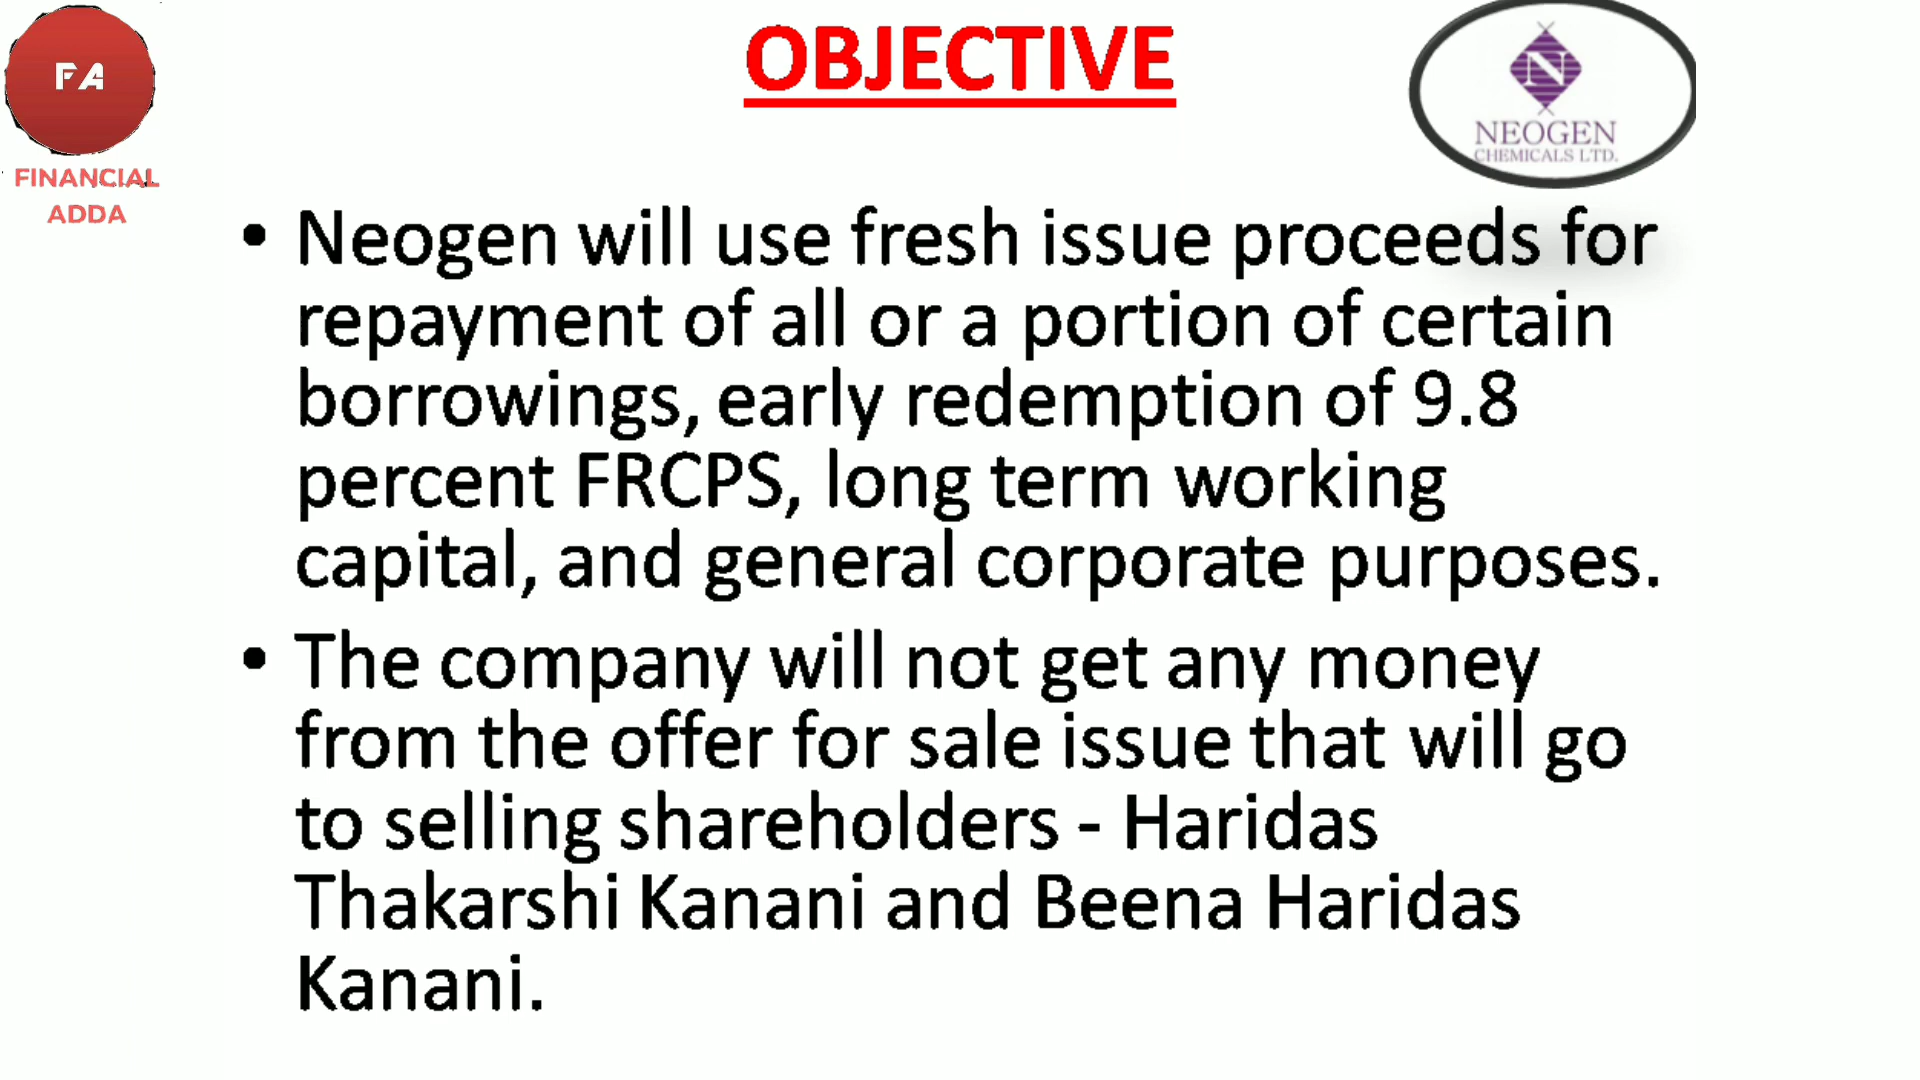 FA
FINANCIAL
ADDA
OBJECTIVE
N
NEOGEN
CHEMICALS LTD.
• Neogen will use fresh issue proceeds for
repayment of all or a portion of certain
borrowings, early redemption of 9.8
percent FRCPS, long term working
capital, and general corporate purposes.
• The company will not get any money
from the offer for sale issue that will go
to selling shareholders - Haridas
Thakarshi Kanani and Beena Haridas
Kanani.